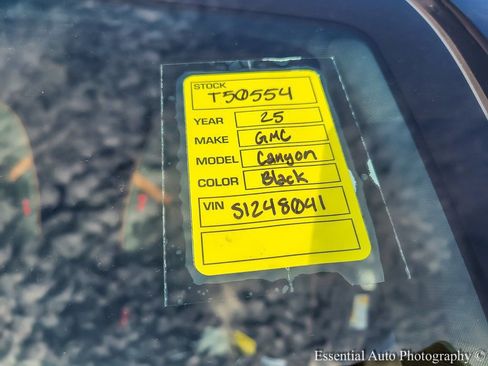 STOCK
T50554
YEAR 25
MAKE GMC
MODEL Canyon
COLOR Black
VIN S1248041
Essential Auto Photography ©